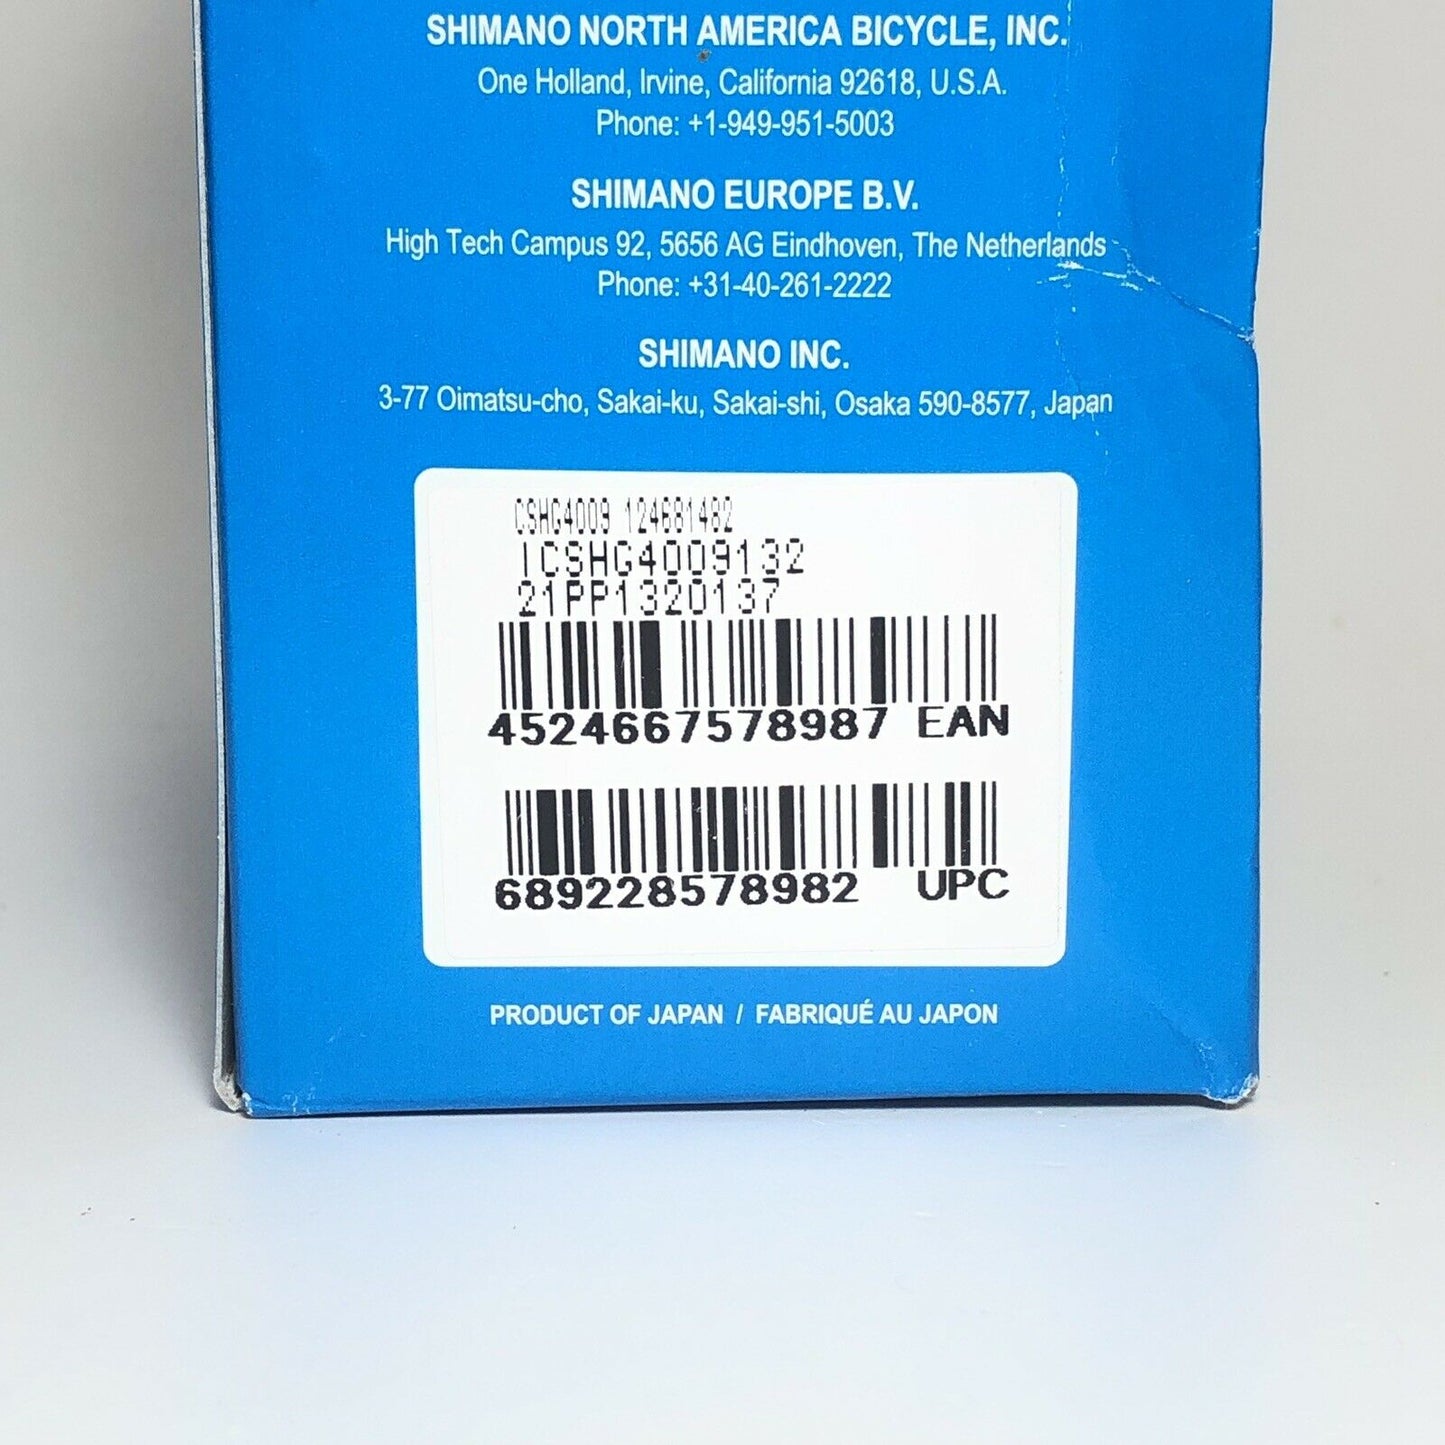 SHIMANO NORTH AMERICA BICYCLE, INC.
One Holland, Irvine, California 92618, U.S.A.
Phone: +1-949-951-5003
SHIMANO EUROPE B.V.
High Tech Campus 92, 5656 AG Eindhoven, The Netherlands
Phone: +31-40-261-2222
SHIMANO INC.
3-77 Oimatsu-cho, Sakai-ku, Sakai-shi, Osaka 590-8577, Japan
CSHG4009 124681482
ICSHG4009132
21PP1320137
4524667578987 EAN
689228578982 UPC
PRODUCT OF JAPAN / FABRIQUÉ AU JAPON